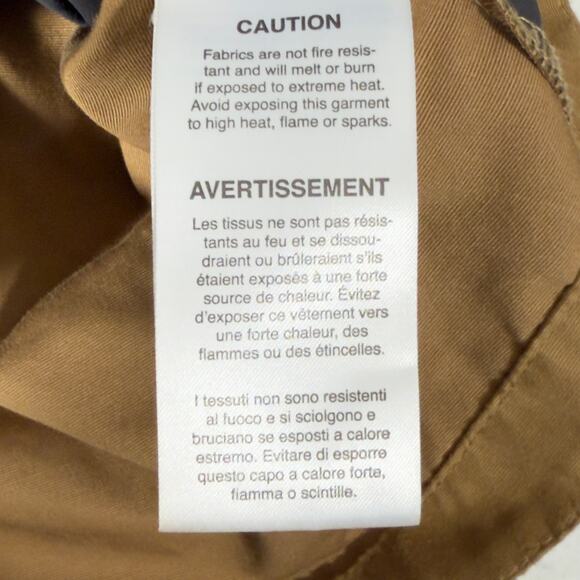 CAUTION
Fabrics are not fire resis-
tant and will melt or burn
if exposed to extreme heat.
Avoid exposing this garment
to high heat, flame or sparks.
AVERTISSEMENT
Les tissus ne sont pas résis-
tants au feu et se dissou-
draient ou brûleraient s'ils
étaient exposés à une forte
source de chaleur. Évitez
d'exposer ce vêtement vers
une forte chaleur, des
flammes ou des étincelles.
I tessuti non sono resistenti
al fuoco e si sciolgono e
bruciano se esposti a calore
estremo. Evitare di esporre
questo capo a calore forte,
fiamma o scintille.